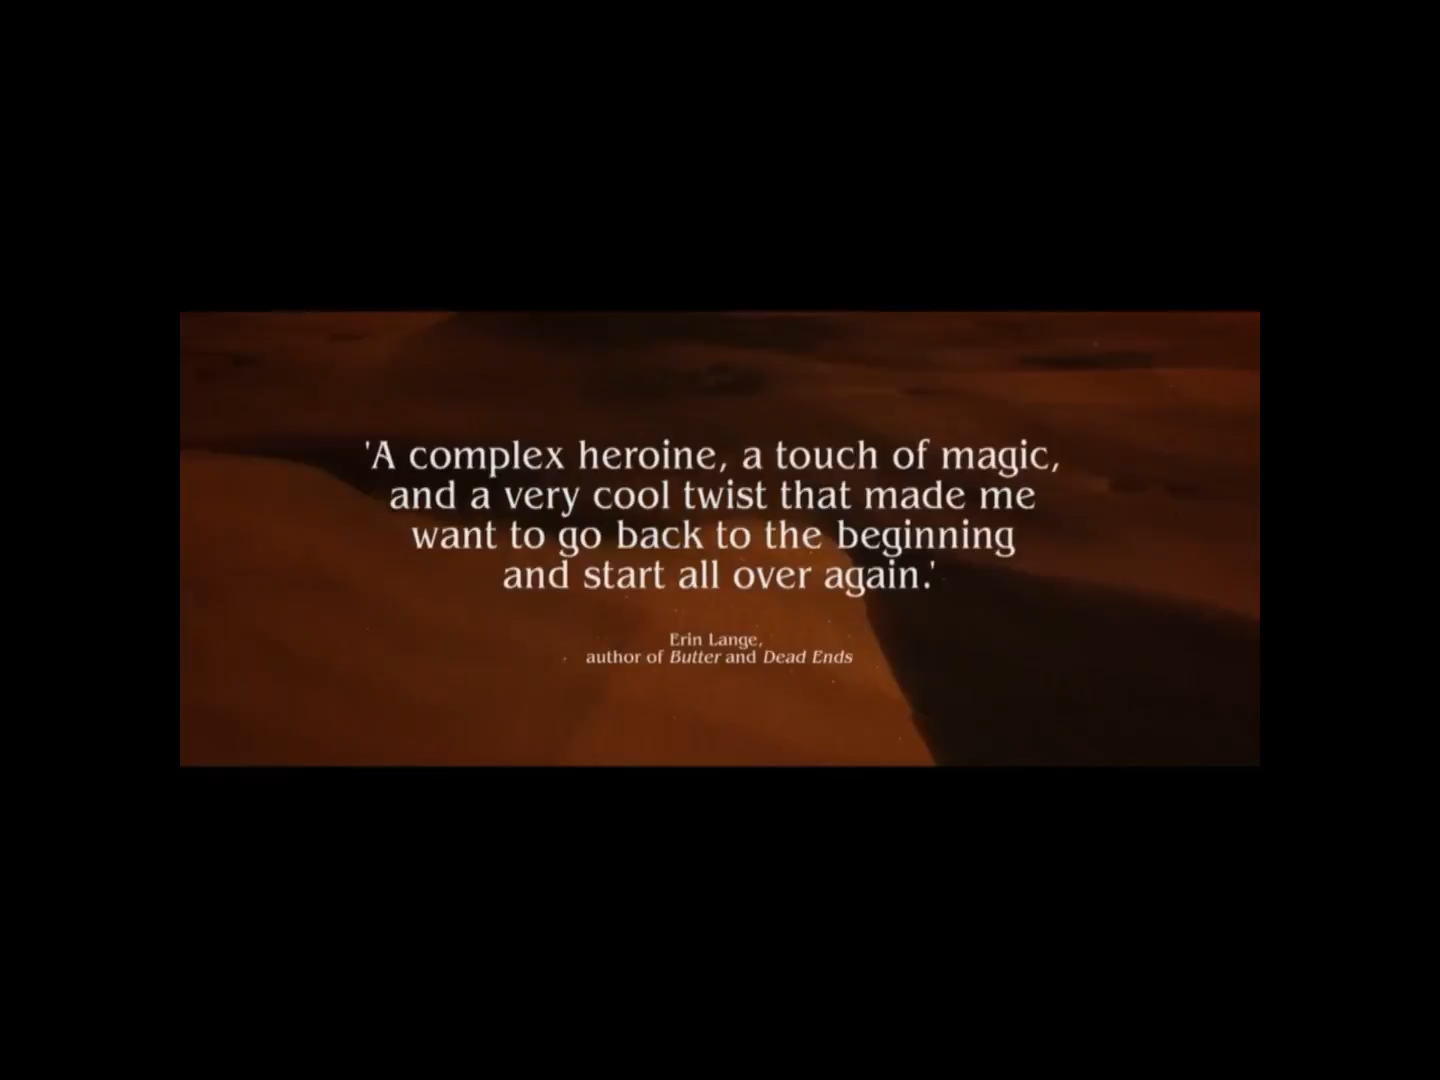 'A complex heroine, a touch of magic,
and a very cool twist that made me
want to go back to the beginning
and start all over again.'
Erin Lange,
author of Butter and Dead Ends